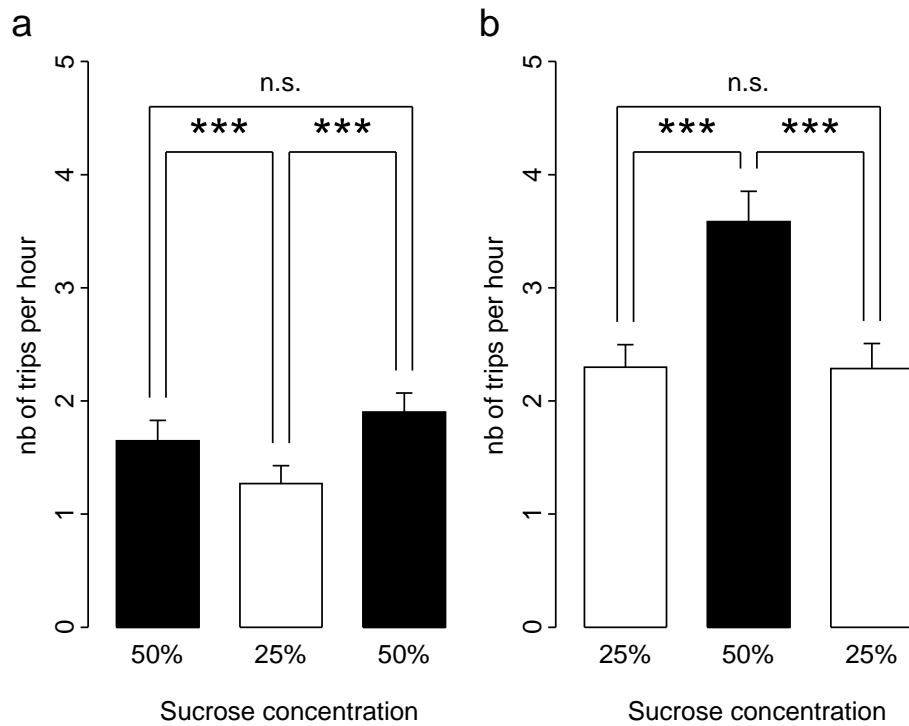 a
nb of trips per hour
5
4
3
2
1
0
n.s.
*** ***
50% 25% 50%
Sucrose concentration
b
nb of trips per hour
5
4
3
2
1
0
n.s.
*** ***
25% 50% 25%
Sucrose concentration